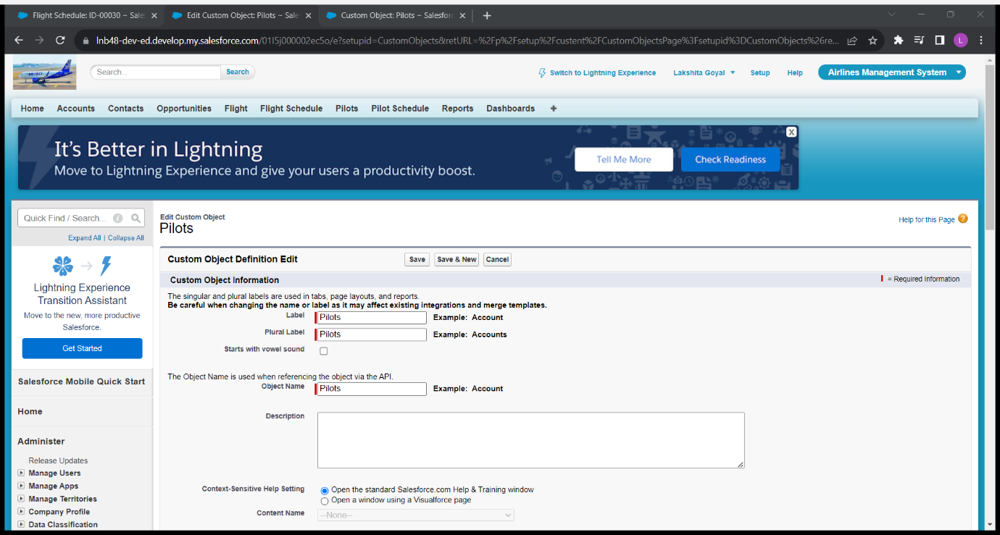 Flight Schedule: ID-00030 ~ Sales
Edit Custom Object: Pilots ~ Sale
Custom Object: Pilots ~ Salesforc
lnb48-dev-ed.develop.my.salesforce.com/01I5j000002ec5o/e?setupid=CustomObjects&retURL=%2Fp%2Fsetup%2Fcustent%2FCustomObjectsPage%3Fsetupid%3DCustomObjects%26re...
L
Search...
Search
Switch to Lightning Experience
Lakshita Goyal
Setup
Help
Airlines Management System
Home Accounts Contacts Opportunities Flight Flight Schedule Pilots Pilot Schedule Reports Dashboards +
It's Better in Lightning
Move to Lightning Experience and give your users a productivity boost.
Tell Me More
Check Readiness
X
Quick Find / Search...
Expand All | Collapse All
Lightning Experience
Transition Assistant
Move to the new, more productive
Salesforce.
Get Started
Salesforce Mobile Quick Start
Home
Administer
Release Updates
Manage Users
Manage Apps
Manage Territories
Company Profile
Data Classification
Edit Custom Object
Pilots
Help for this Page ?
Custom Object Definition Edit
Save
Save & New
Cancel
Custom Object Information
= Required Information
The singular and plural labels are used in tabs, page layouts, and reports.
Be careful when changing the name or label as it may affect existing integrations and merge templates.
Label Pilots Example: Account
Plural Label Pilots Example: Accounts
Starts with vowel sound
The Object Name is used when referencing the object via the API.
Object Name Pilots Example: Account
Description
Context-Sensitive Help Setting Open the standard Salesforce.com Help & Training window
Open a window using a Visualforce page
Content Name --None--